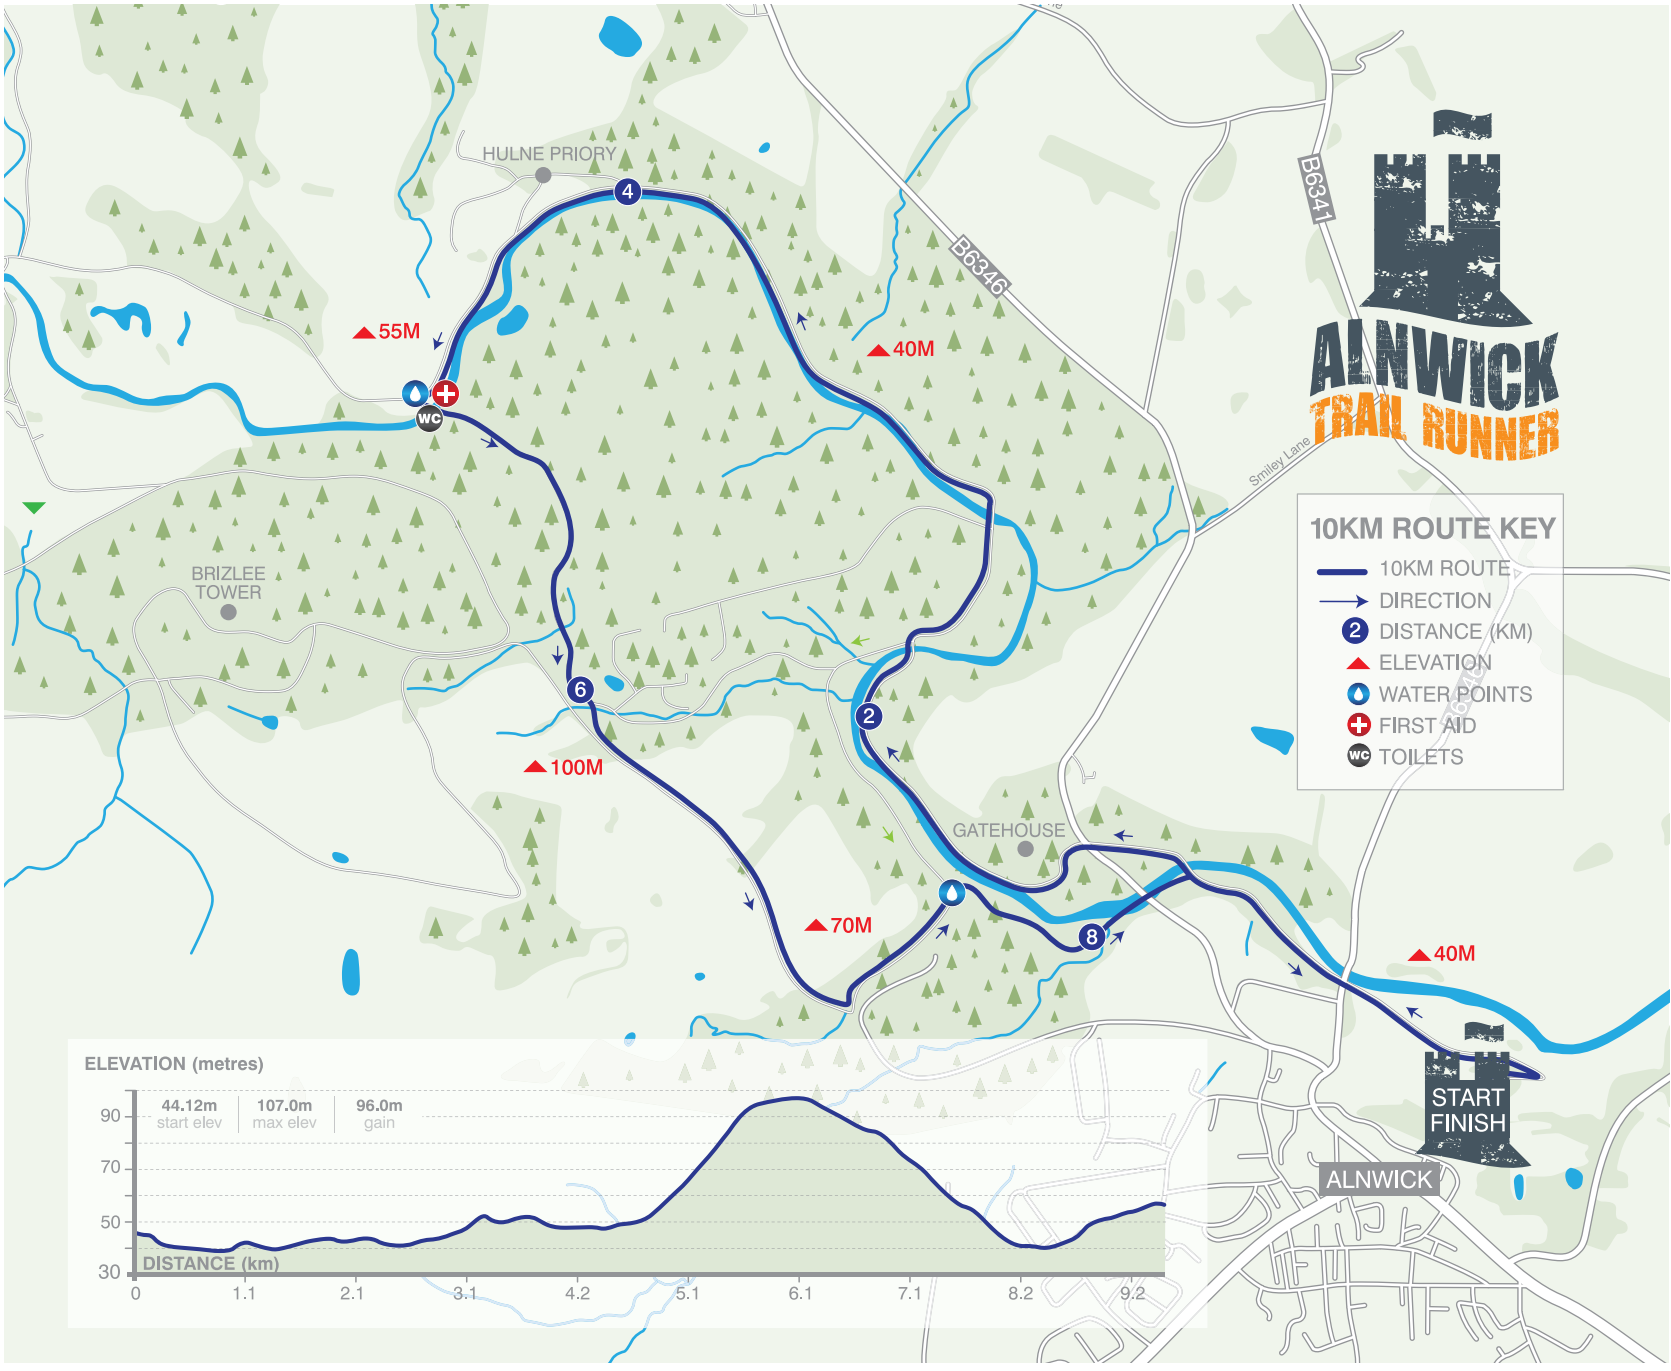 HULNE PRIORY
4
B6341
B6346
55M
40M
ALNWICK
TRAIL RUNNER
WC
Smiley Lane
10KM ROUTE KEY
10KM ROUTE
DIRECTION
2 DISTANCE (KM)
ELEVATION
WATER POINTS
FIRST AID
WC TOILETS
B6346
BRIZLEE
TOWER
6
2
100M
GATEHOUSE
70M
8
40M
START
FINISH
ALNWICK
ELEVATION (metres)
44.12m 107.0m 96.0m
start elev max elev gain
90
70
50
30
DISTANCE (km)
0 1.1 2.1 3.1 4.2 5.1 6.1 7.1 8.2 9.2